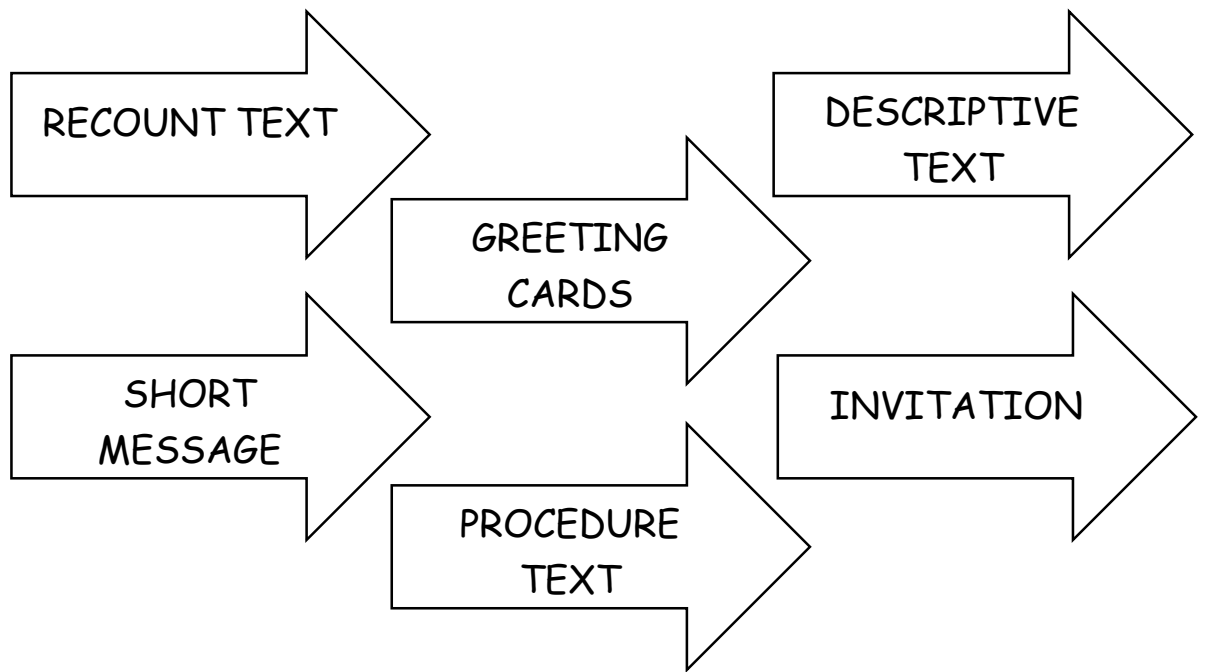 RECOUNT TEXT
DESCRIPTIVE
TEXT
GREETING
CARDS
SHORT
MESSAGE
INVITATION
PROCEDURE
TEXT